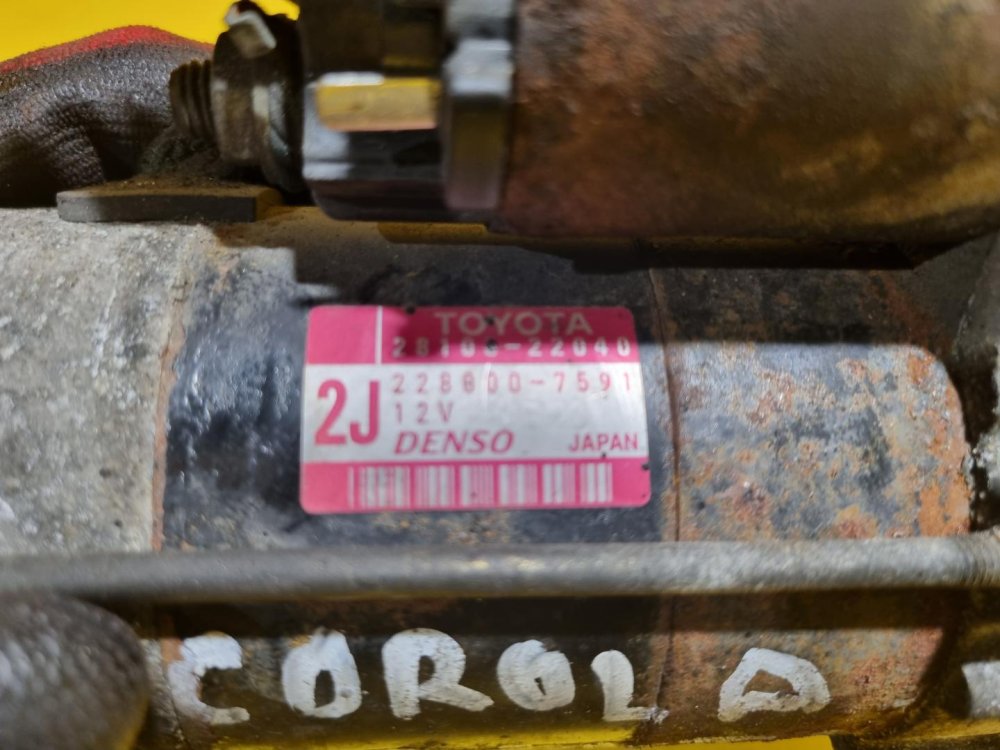 TOYOTA
28100-22040
2J
228000-7591
12V
DENSO JAPAN
COROLA